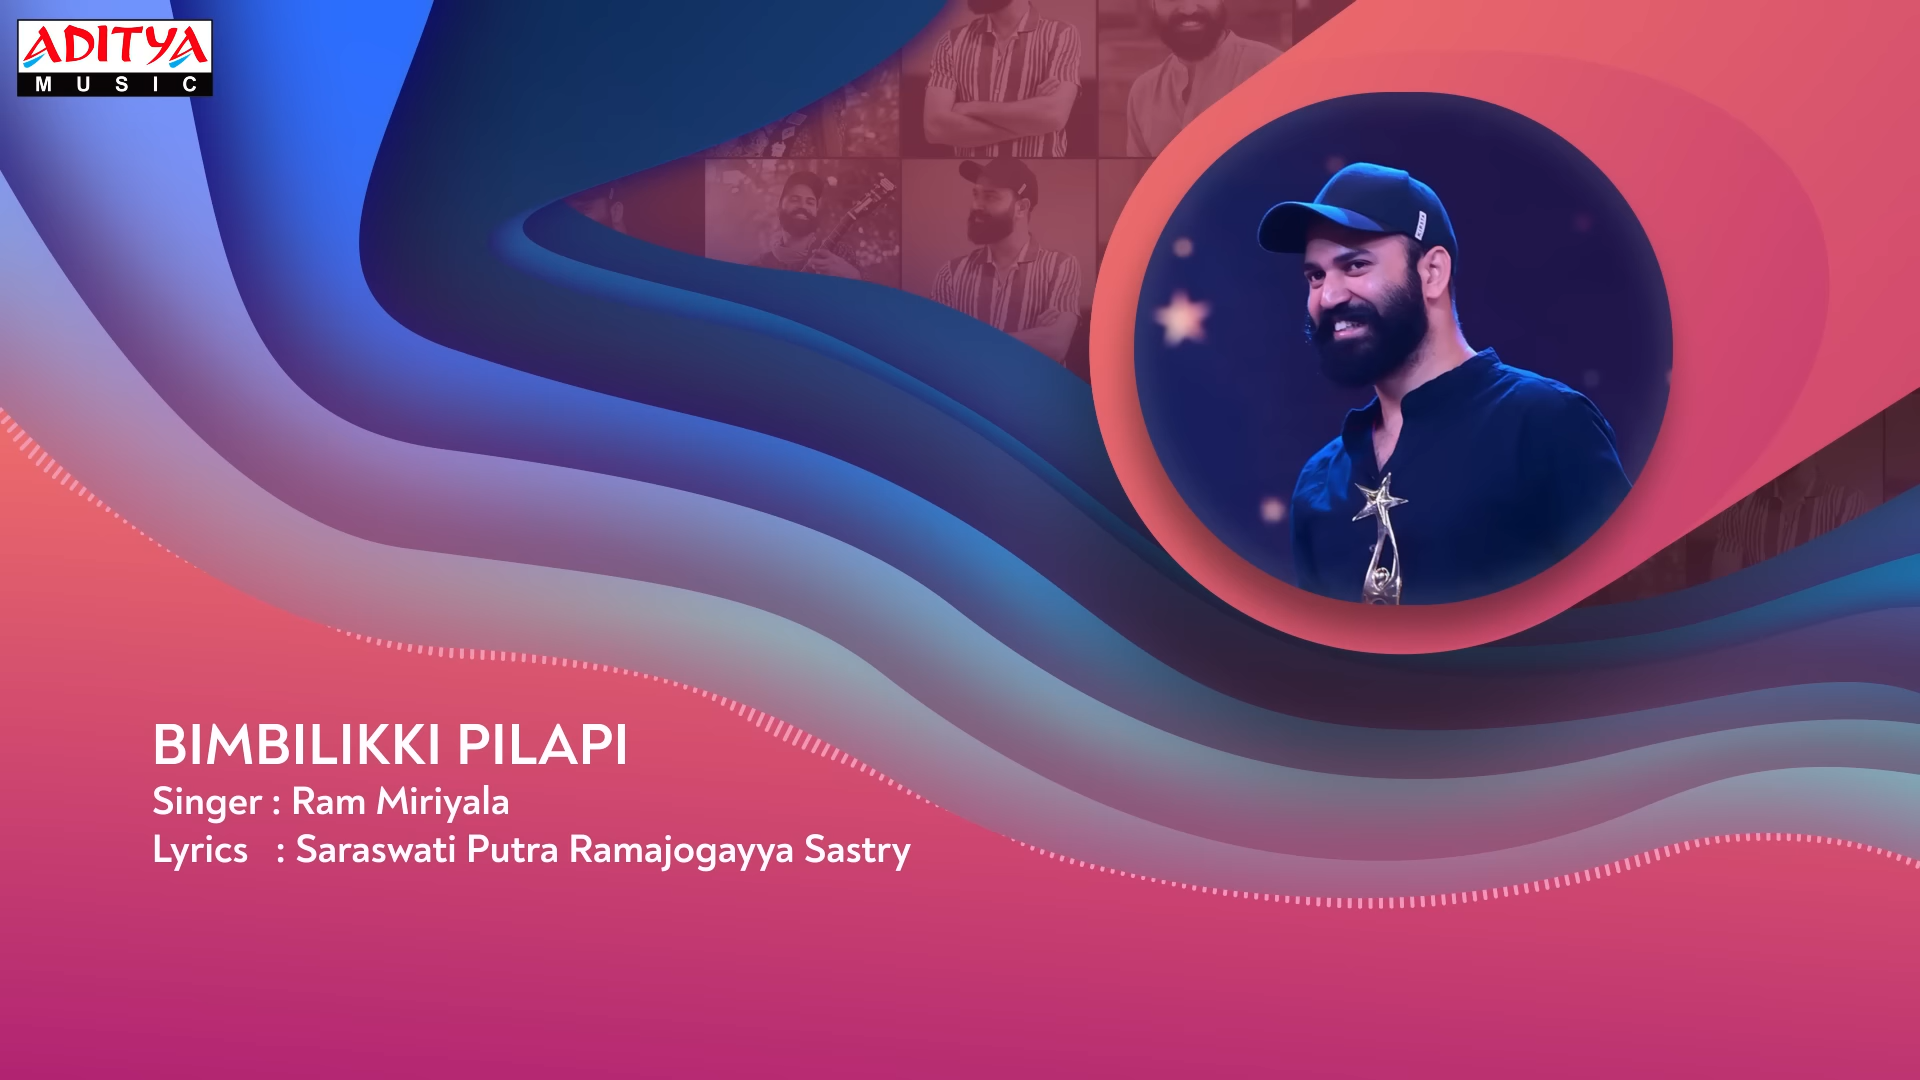 ADITYA
MUSIC
BIMBILIKKI PILAPI
Singer : Ram Miriyala
Lyrics : Saraswati Putra Ramajogayya Sastry